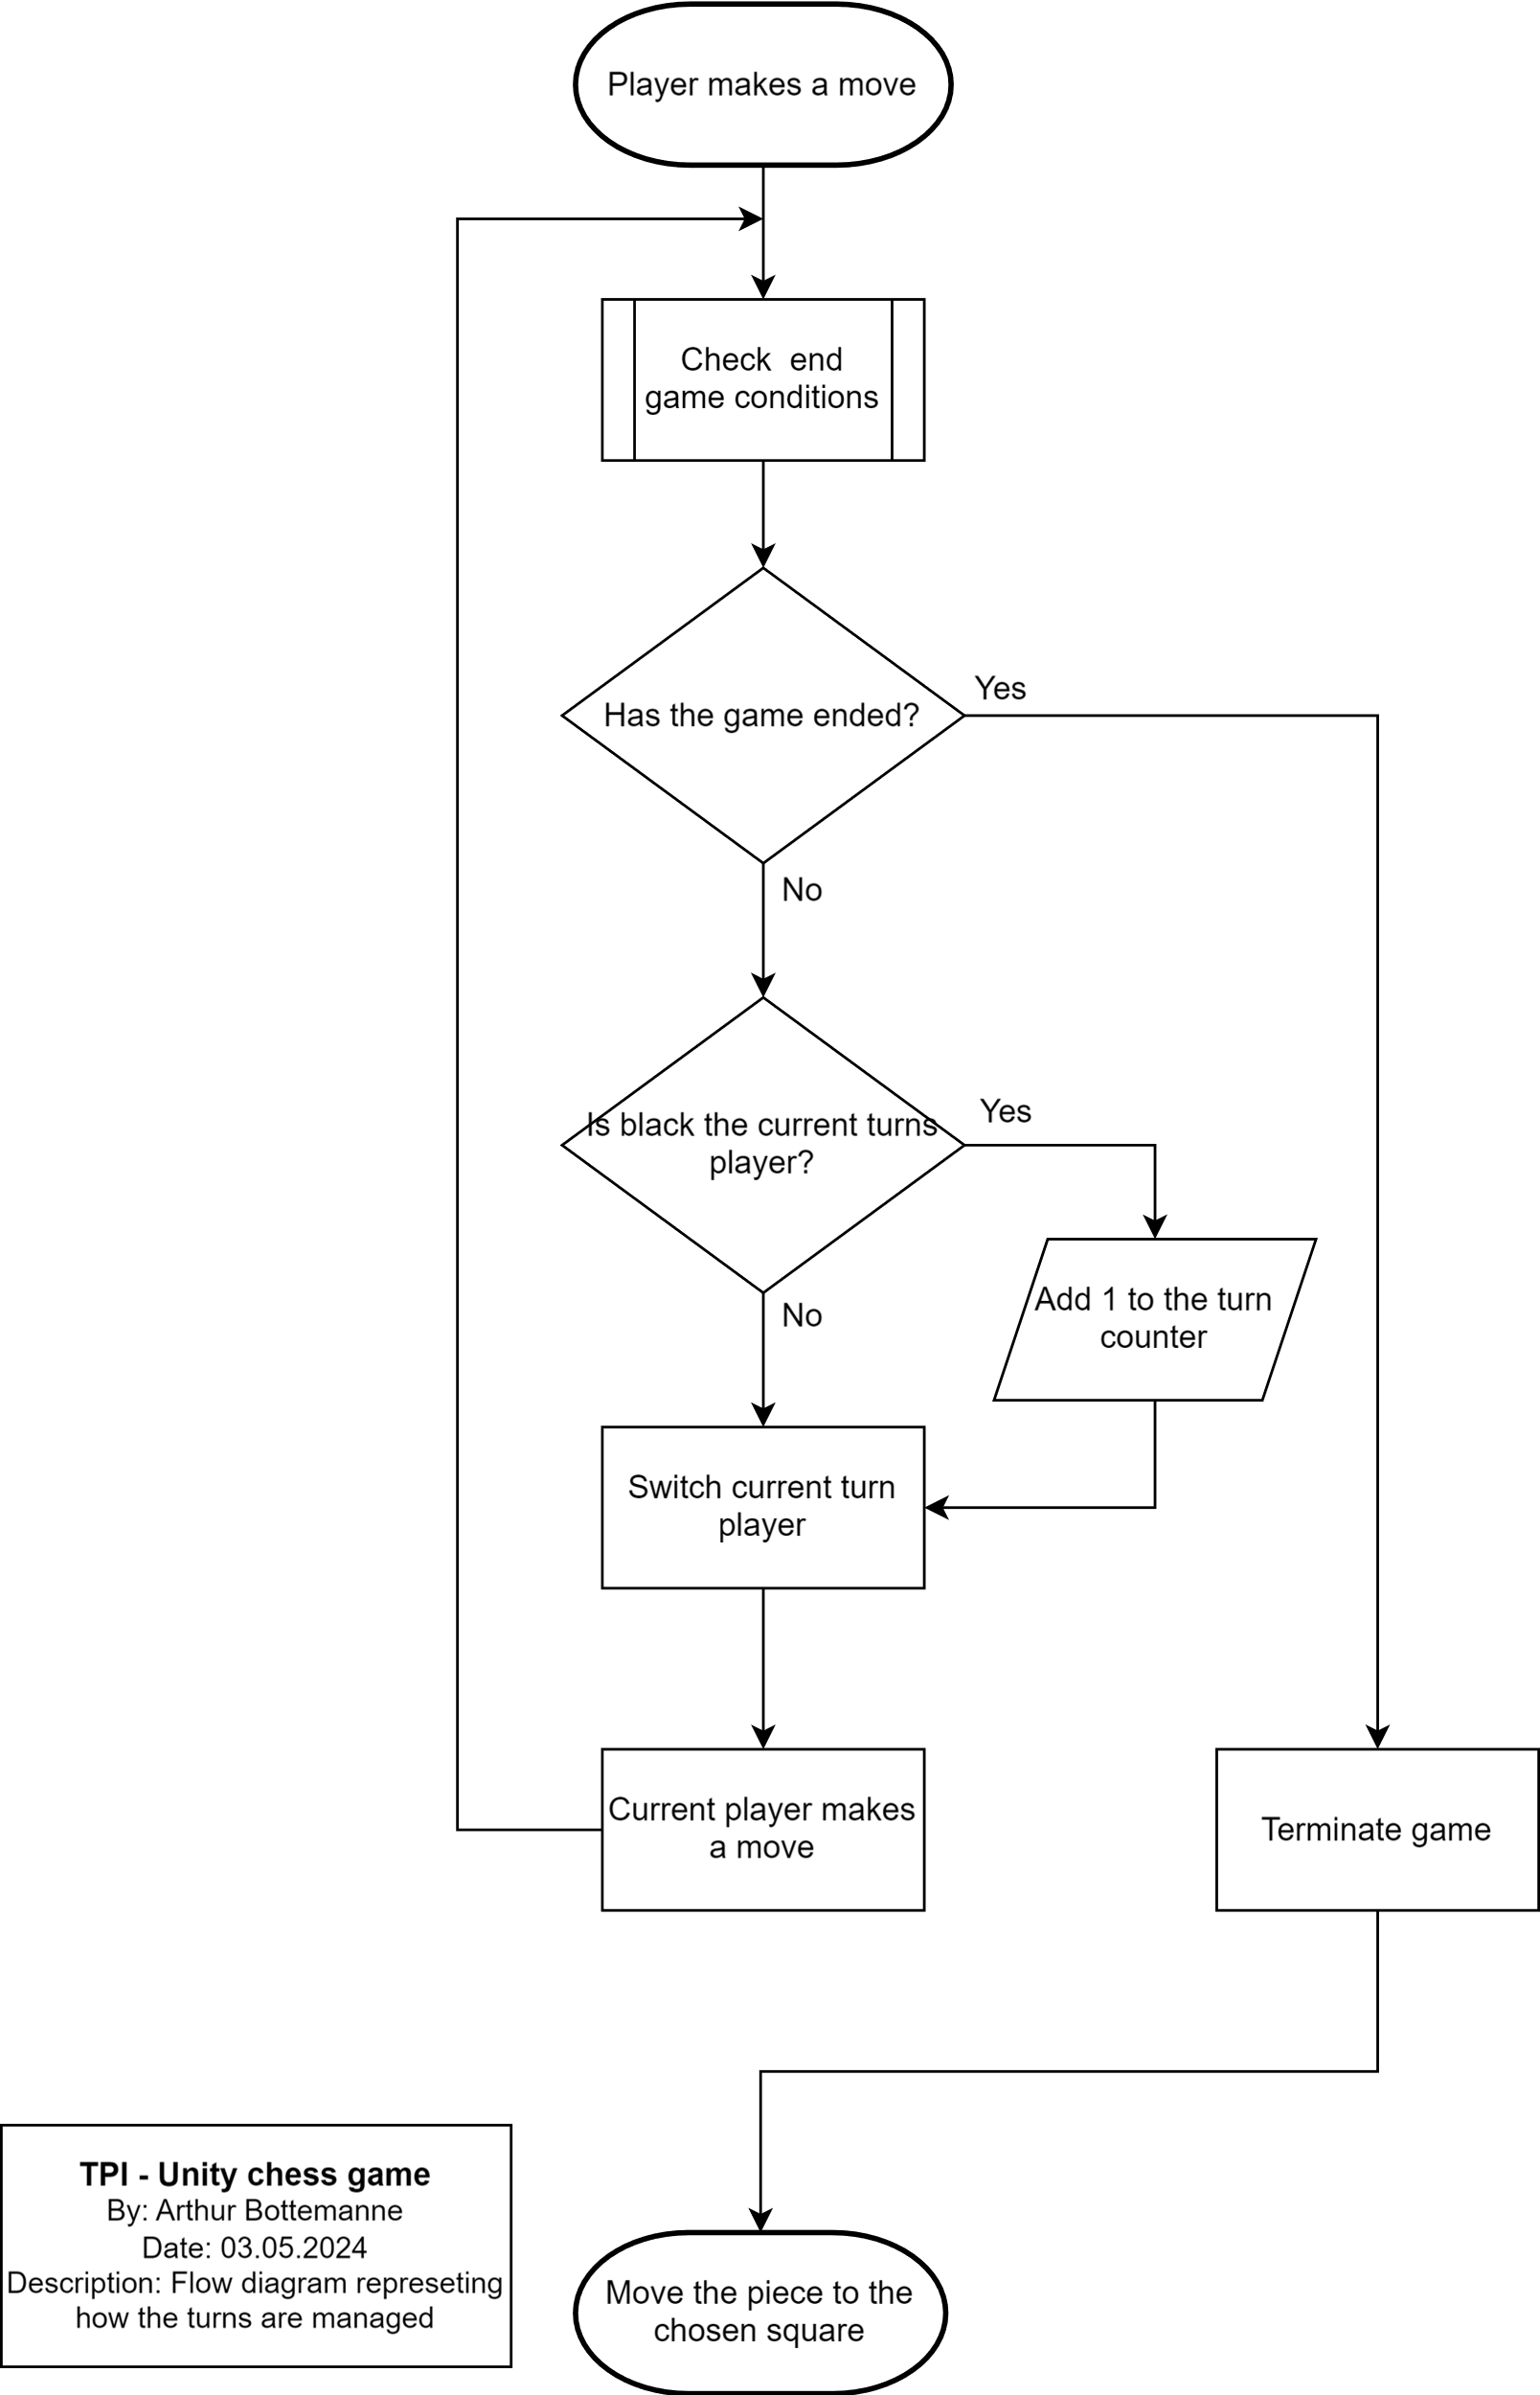 Player makes a move
Check  end
game conditions
Has the game ended?
Yes
No
Is black the current turns
player?
Yes
No
Add 1 to the turn
counter
Switch current turn
player
Current player makes
a move
Terminate game
TPI - Unity chess game
By: Arthur Bottemanne
Date: 03.05.2024
Description: Flow diagram represeting
how the turns are managed
Move the piece to the
chosen square